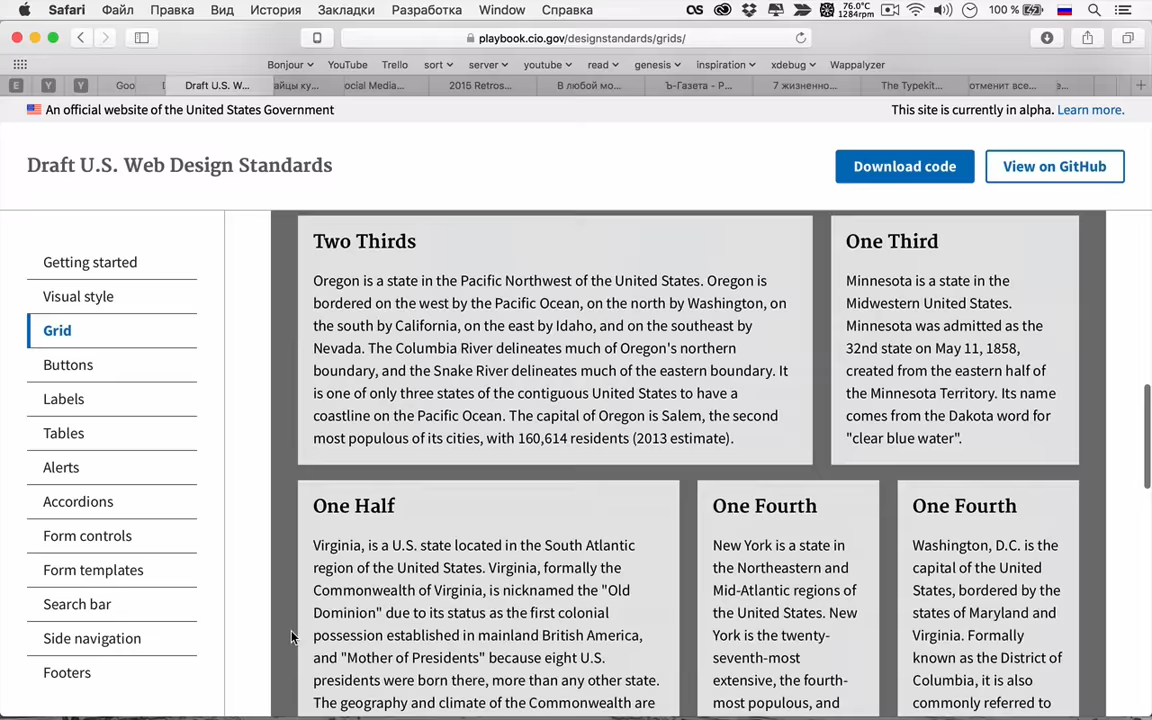 Safari Файл Правка Вид История Закладки Разработка Window Справка 76.0°C 1284rpm 100 %
playbook.cio.gov/designstandards/grids/
Bonjour YouTube Trello sort server youtube read genesis inspiration xdebug Wappalyzer
E Y Y Goo Draft U.S. W... айцы ку... ocial Media... 2015 Retros... В любой мо... Ъ-Газета - Р... 7 жизненно... The Typekit... отменит все...
An official website of the United States Government
This site is currently in alpha. Learn more.
Draft U.S. Web Design Standards
Download code
View on GitHub
Getting started
Visual style
Grid
Buttons
Labels
Tables
Alerts
Accordions
Form controls
Form templates
Search bar
Side navigation
Footers
Two Thirds
Oregon is a state in the Pacific Northwest of the United States. Oregon is
bordered on the west by the Pacific Ocean, on the north by Washington, on
the south by California, on the east by Idaho, and on the southeast by
Nevada. The Columbia River delineates much of Oregon's northern
boundary, and the Snake River delineates much of the eastern boundary. It
is one of only three states of the contiguous United States to have a
coastline on the Pacific Ocean. The capital of Oregon is Salem, the second
most populous of its cities, with 160,614 residents (2013 estimate).
One Third
Minnesota is a state in the
Midwestern United States.
Minnesota was admitted as the
32nd state on May 11, 1858,
created from the eastern half of
the Minnesota Territory. Its name
comes from the Dakota word for
"clear blue water".
One Half
Virginia, is a U.S. state located in the South Atlantic
region of the United States. Virginia, formally the
Commonwealth of Virginia, is nicknamed the "Old
Dominion" due to its status as the first colonial
possession established in mainland British America,
and "Mother of Presidents" because eight U.S.
presidents were born there, more than any other state.
The geography and climate of the Commonwealth are
One Fourth
New York is a state in
the Northeastern and
Mid-Atlantic regions of
the United States. New
York is the twenty-
seventh-most
extensive, the fourth-
most populous, and
One Fourth
Washington, D.C. is the
capital of the United
States, bordered by the
states of Maryland and
Virginia. Formally
known as the District of
Columbia, it is also
commonly referred to